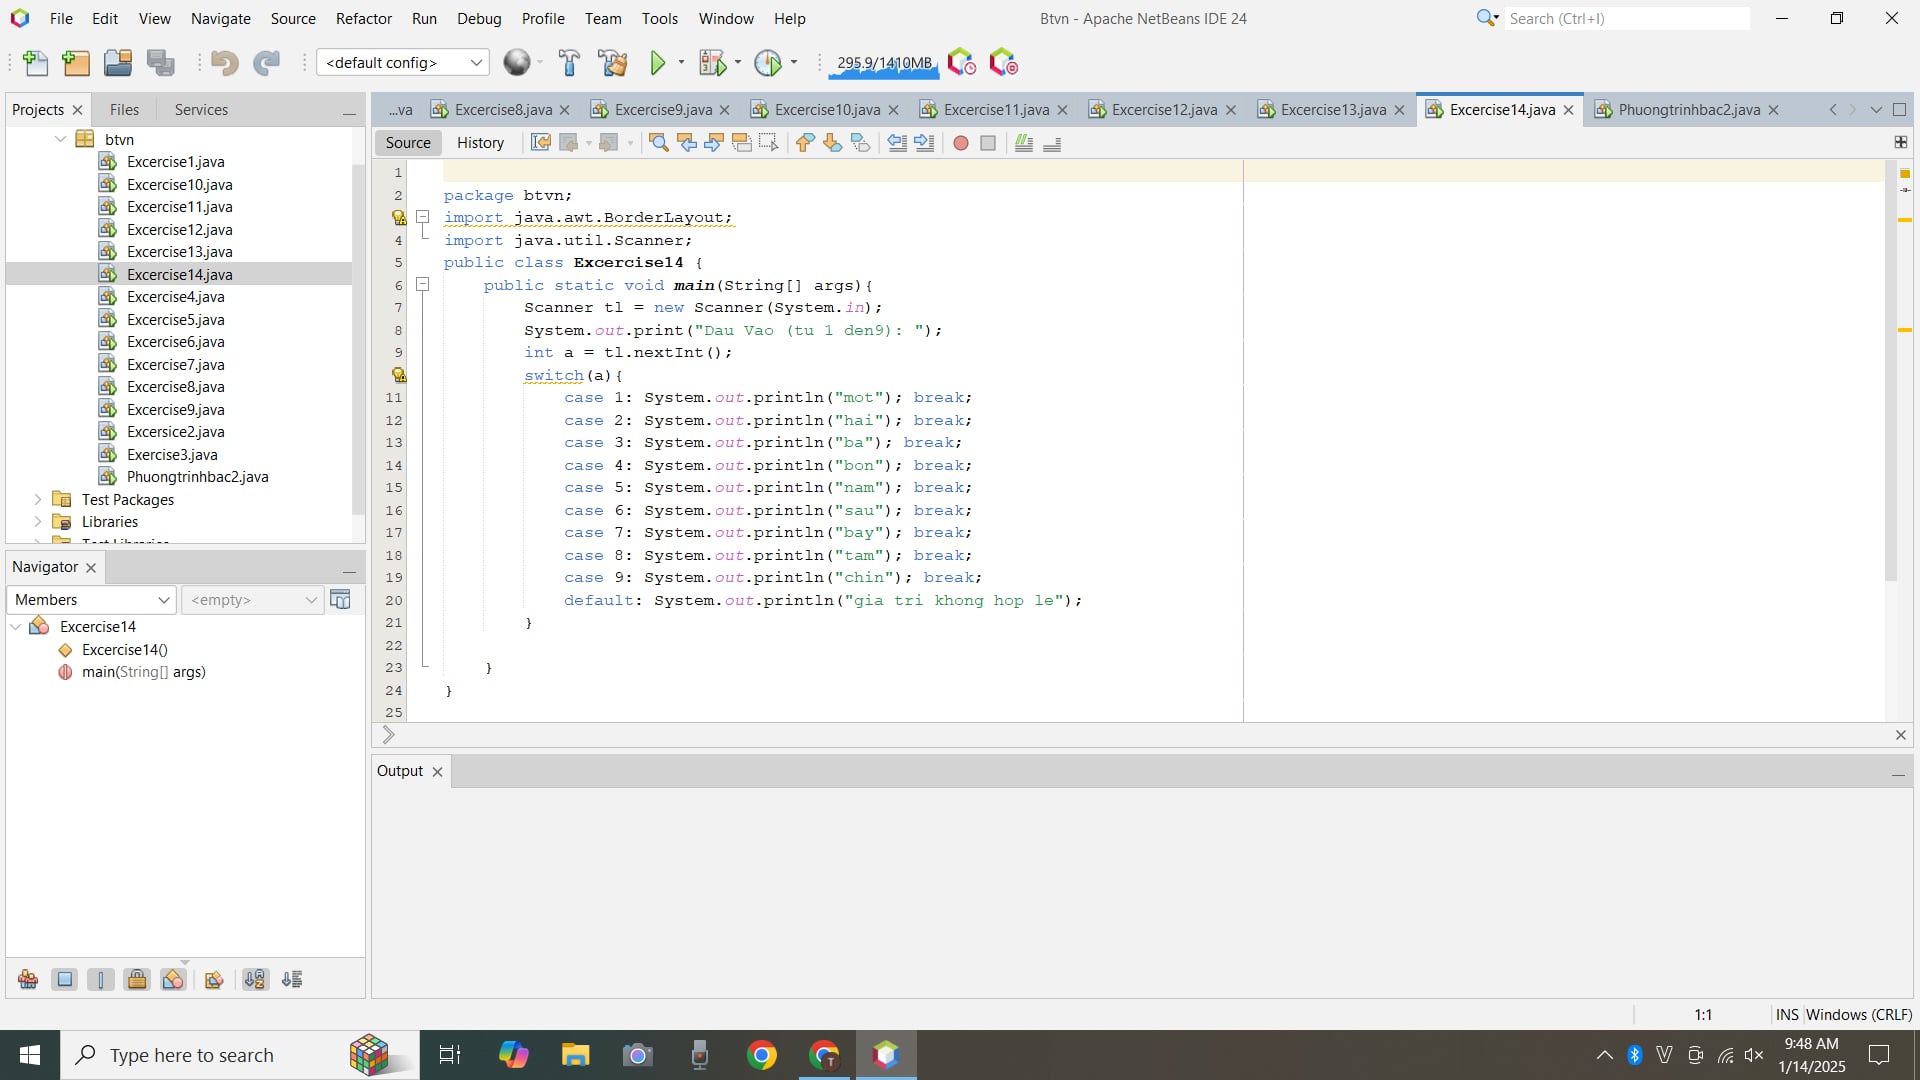 File Edit View Navigate Source Refactor Run Debug Profile Team Tools Window Help
Btvn - Apache NetBeans IDE 24
Search (Ctrl+I)
<default config>
295.9/1410MB
Projects Files Services
btvn
Excercise1.java
Excercise10.java
Excercise11.java
Excercise12.java
Excercise13.java
Excercise14.java
Excercise4.java
Excercise5.java
Excercise6.java
Excercise7.java
Excercise8.java
Excercise9.java
Excersice2.java
Exercise3.java
Phuongtrinhbac2.java
Test Packages
Libraries
Test Libraries
Navigator
Members <empty>
Excercise14
Excercise14()
main(String[] args)
...va Excercise8.java Excercise9.java Excercise10.java Excercise11.java Excercise12.java Excercise13.java Excercise14.java Phuongtrinhbac2.java
Source History
1
2 package btvn;
import java.awt.BorderLayout;
4 import java.util.Scanner;
5 public class Excercise14 {
6 public static void main(String[] args){
7 Scanner tl = new Scanner(System.in);
8 System.out.print("Dau Vao (tu 1 den9): ");
9 int a = tl.nextInt();
switch(a){
11 case 1: System.out.println("mot"); break;
12 case 2: System.out.println("hai"); break;
13 case 3: System.out.println("ba"); break;
14 case 4: System.out.println("bon"); break;
15 case 5: System.out.println("nam"); break;
16 case 6: System.out.println("sau"); break;
17 case 7: System.out.println("bay"); break;
18 case 8: System.out.println("tam"); break;
19 case 9: System.out.println("chin"); break;
20 default: System.out.println("gia tri khong hop le");
21 }
22
23 }
24 }
25
Output
1:1 INS Windows (CRLF)
Type here to search
9:48 AM
1/14/2025